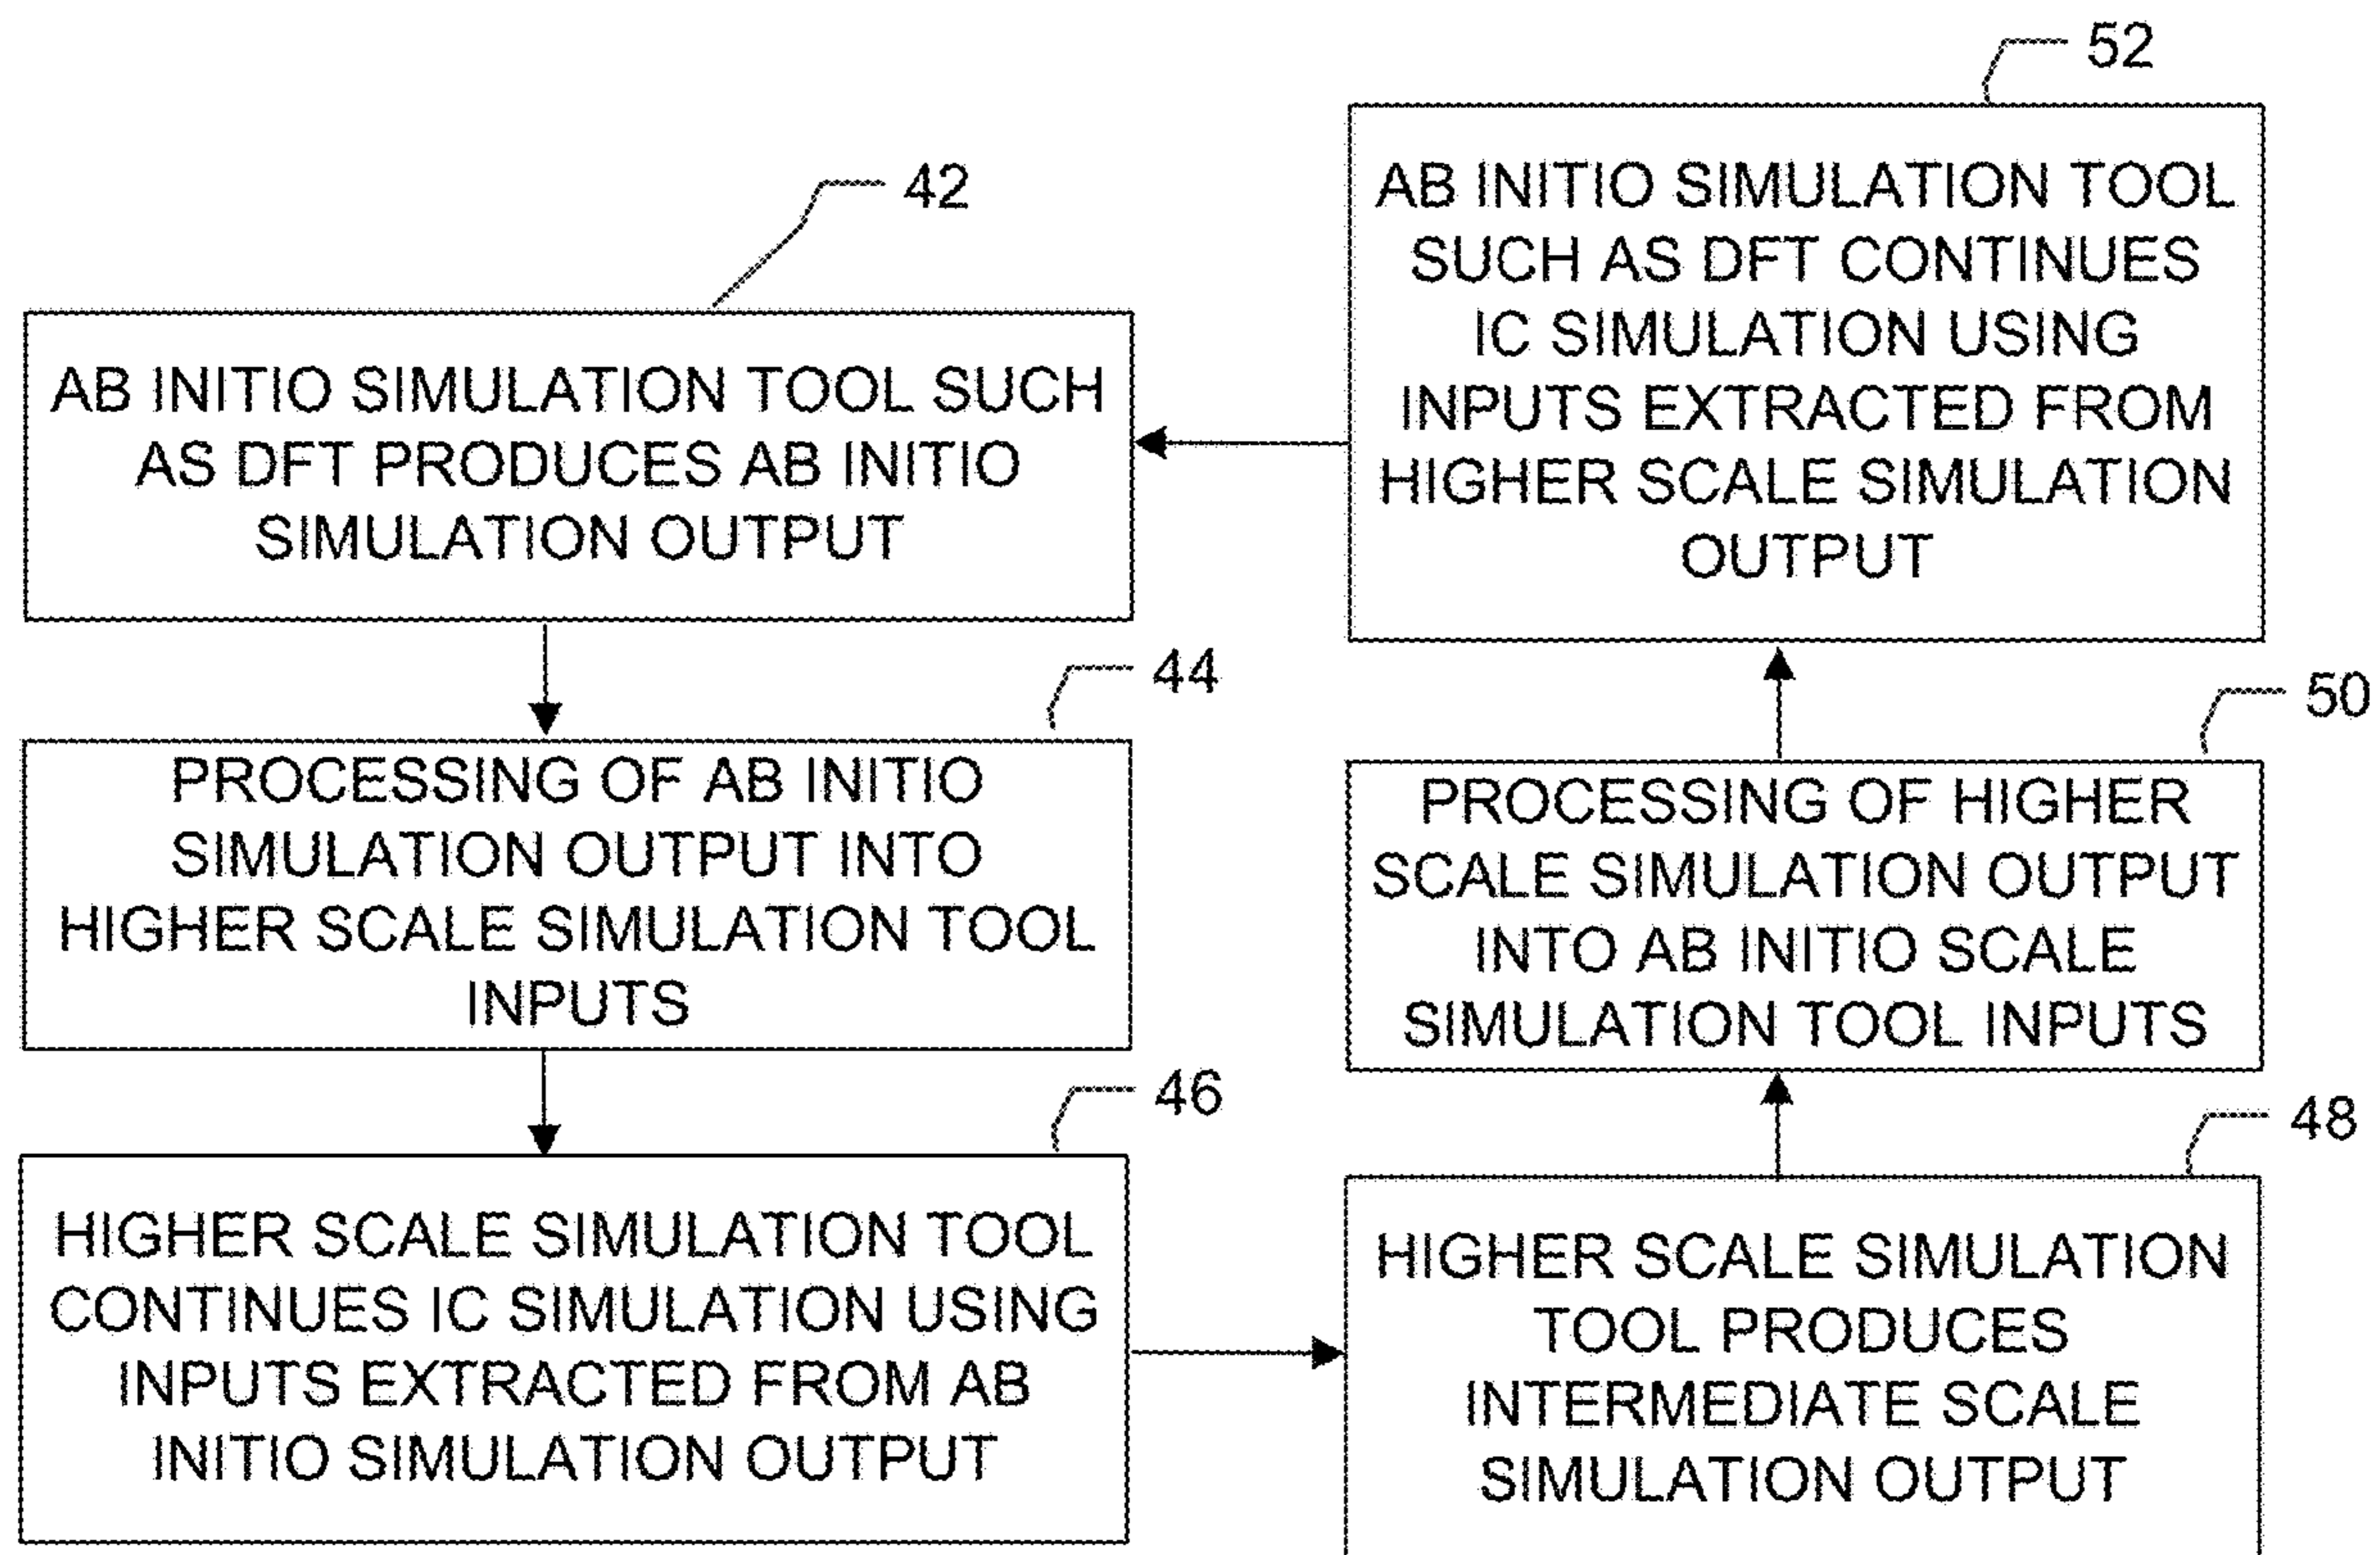 42
AB INITIO SIMULATION TOOL SUCH
AS DFT PRODUCES AB INITIO
SIMULATION OUTPUT
44
PROCESSING OF AB INITIO
SIMULATION OUTPUT INTO
HIGHER SCALE SIMULATION TOOL
INPUTS
46
HIGHER SCALE SIMULATION TOOL
CONTINUES IC SIMULATION USING
INPUTS EXTRACTED FROM AB
INITIO SIMULATION OUTPUT
48
HIGHER SCALE SIMULATION
TOOL PRODUCES
INTERMEDIATE SCALE
SIMULATION OUTPUT
50
PROCESSING OF HIGHER
SCALE SIMULATION OUTPUT
INTO AB INITIO SCALE
SIMULATION TOOL INPUTS
52
AB INITIO SIMULATION TOOL
SUCH AS DFT CONTINUES
IC SIMULATION USING
INPUTS EXTRACTED FROM
HIGHER SCALE SIMULATION
OUTPUT